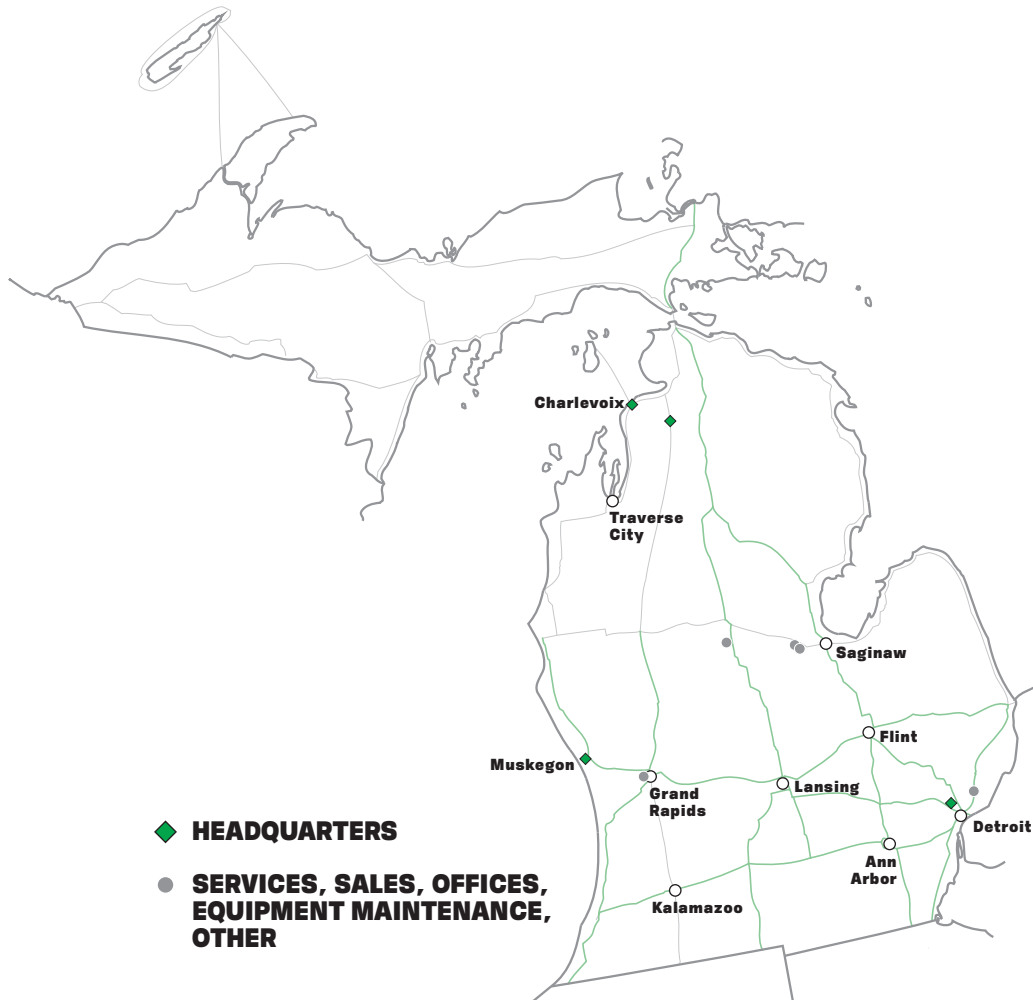 Charlevoix
Traverse
City
Saginaw
Flint
Muskegon
Grand
Rapids
Lansing
Detroit
Ann
Arbor
Kalamazoo
HEADQUARTERS
SERVICES, SALES, OFFICES,
EQUIPMENT MAINTENANCE,
OTHER